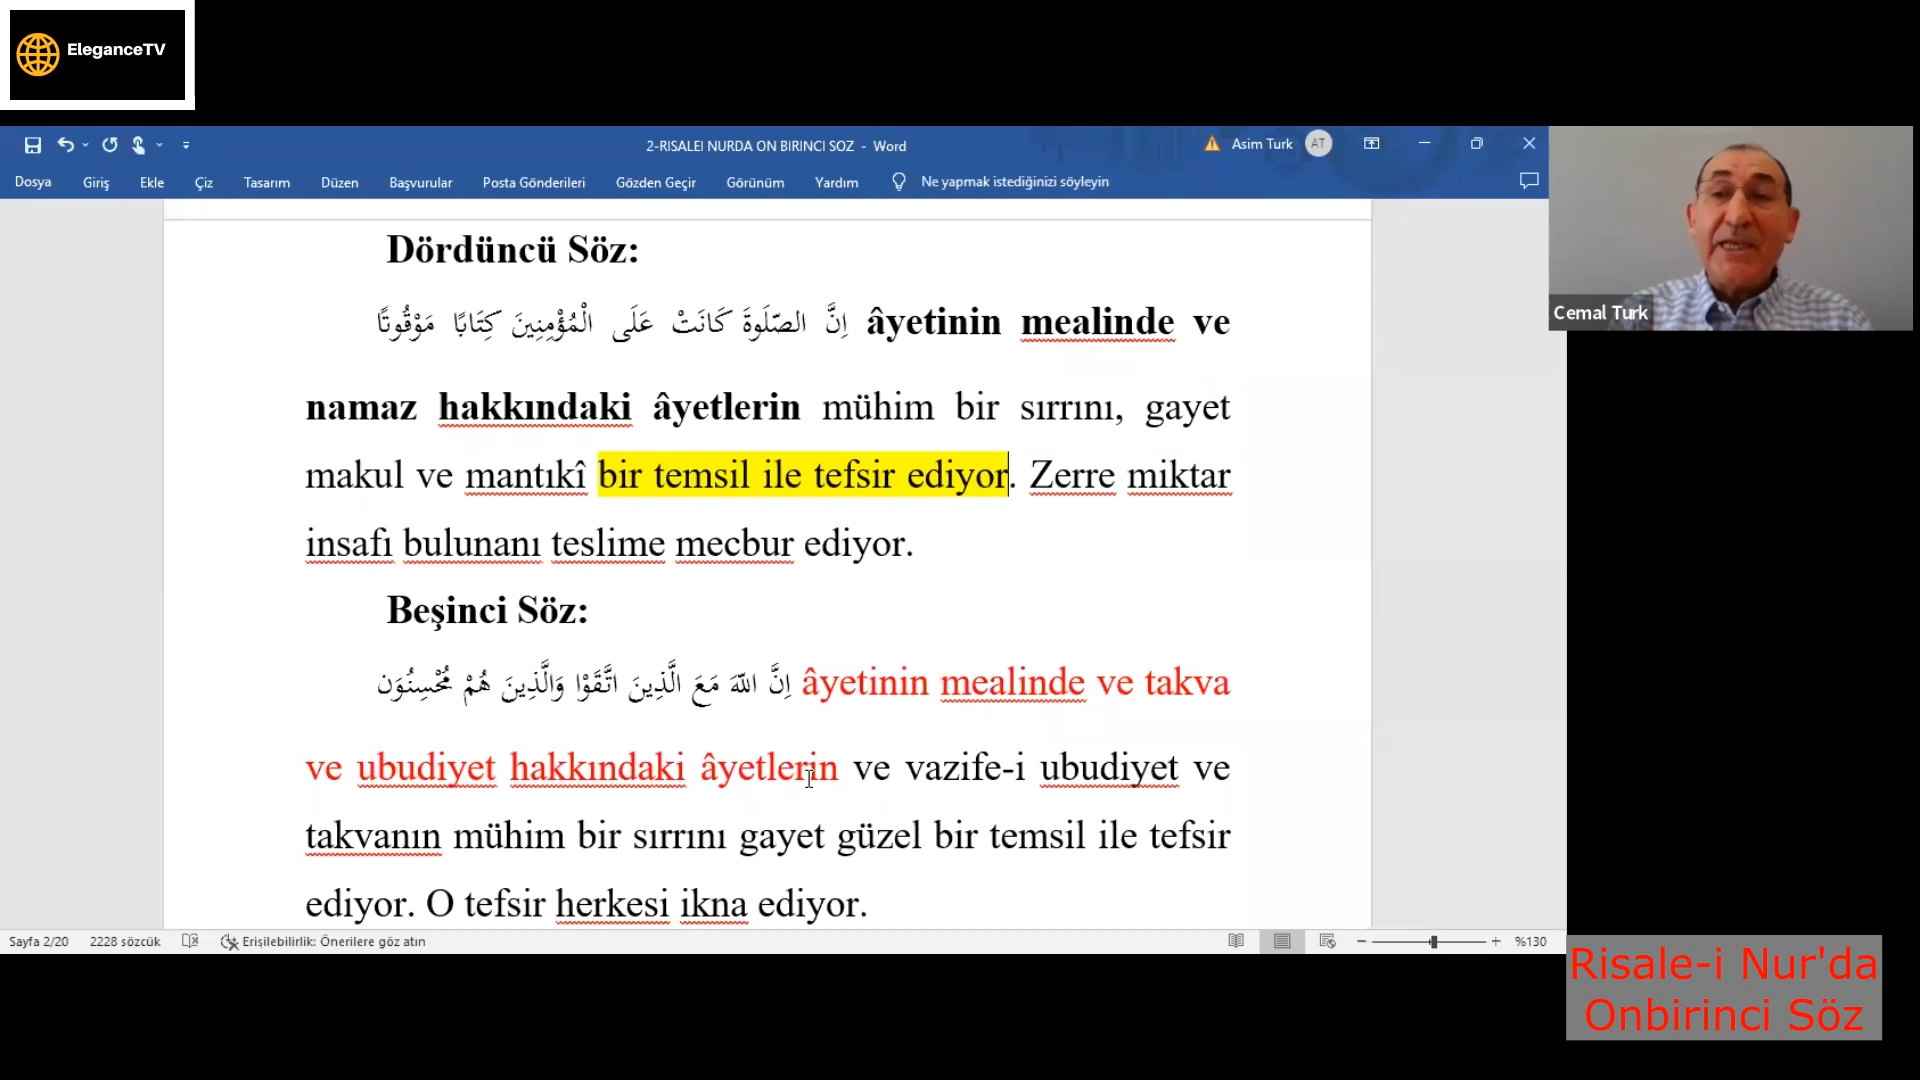 EleganceTV
2-RISALEI NURDA ON BIRINCI SOZ - Word
Asim Turk AT
Dosya Giriş Ekle Çiz Tasarım Düzen Başvurular Posta Gönderileri Gözden Geçir Görünüm Yardım Ne yapmak istediğinizi söyleyin
Cemal Turk
Dördüncü Söz:
اِنَّ الصَّلٰوةَ كَانَتْ عَلَى الْمُؤْمِنِينَ كِتَابًا مَوْقُوتًا âyetinin mealinde ve
namaz hakkındaki âyetlerin mühim bir sırrını, gayet
makul ve mantıkî bir temsil ile tefsir ediyor. Zerre miktar
insafı bulunanı teslime mecbur ediyor.
Beşinci Söz:
اِنَّ اللّٰهَ مَعَ الَّذِينَ اتَّقَوْا وَالَّذِينَ هُمْ مُحْسِنُوَن âyetinin mealinde ve takva
ve ubudiyet hakkındaki âyetlerin ve vazife-i ubudiyet ve
takvanın mühim bir sırrını gayet güzel bir temsil ile tefsir
ediyor. O tefsir herkesi ikna ediyor.
Sayfa 2/20 2228 sözcük Erişilebilirlik: Önerilere göz atın %130
Risale-i Nur'da
Onbirinci Söz